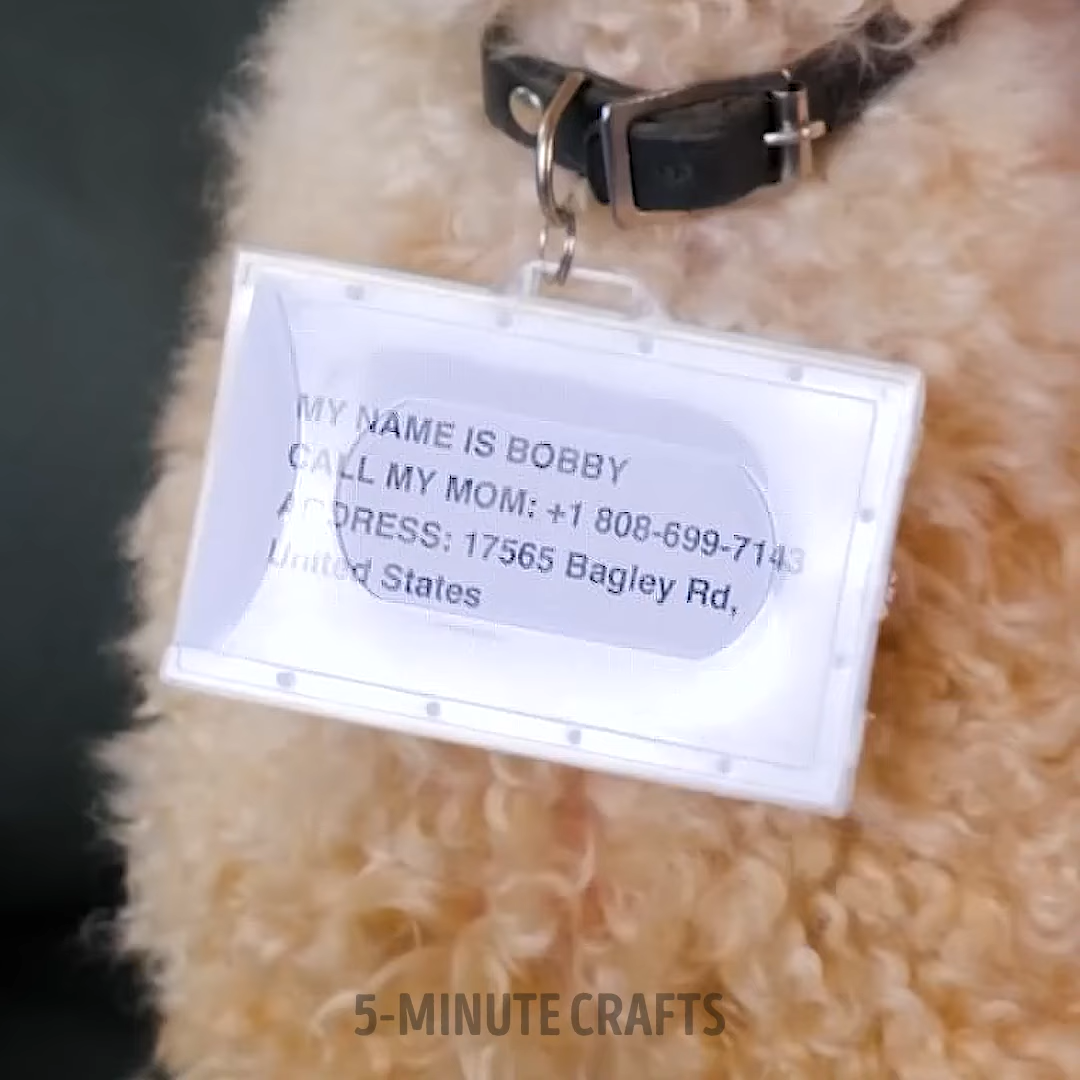 MY NAME IS BOBBY
CALL MY MOM: +1 808-699-7143
ADDRESS: 17565 Bagley Rd,
United States
5-MINUTE CRAFTS